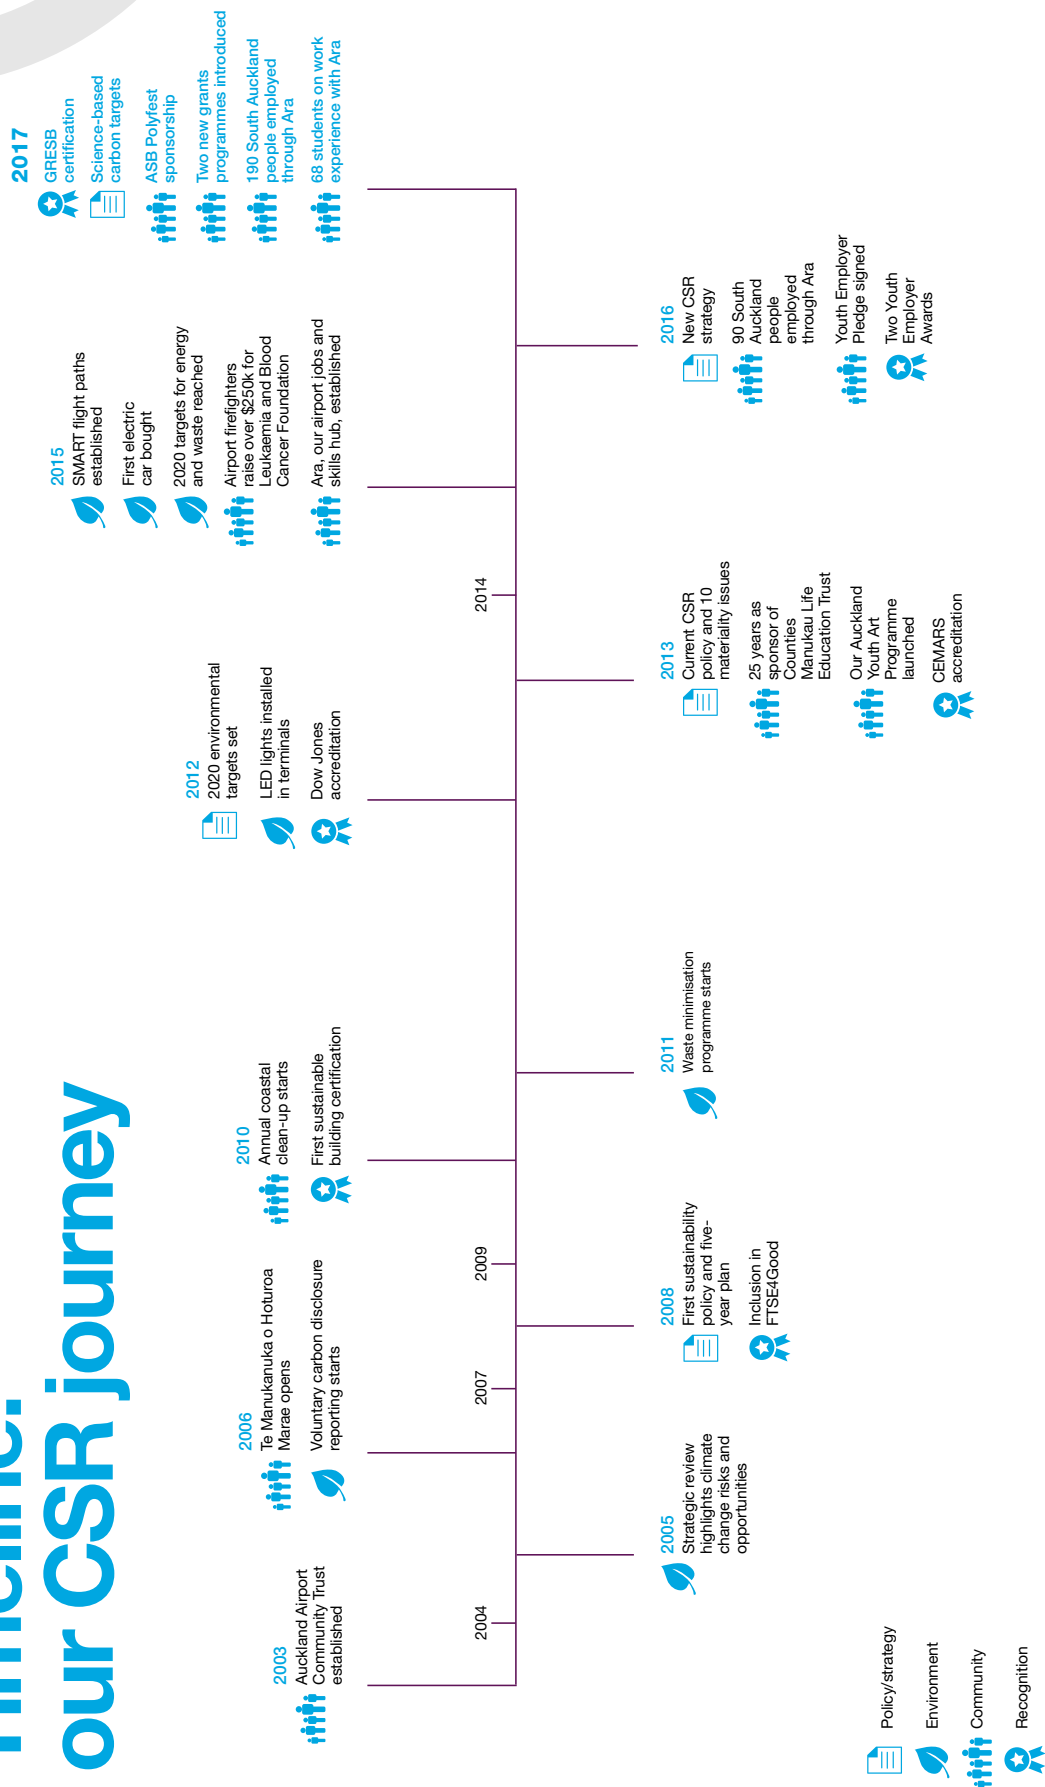 Timeline:
our CSR journey
2003
Auckland Airport
Community Trust
established
2004
2005
Strategic review
highlights climate
change risks and
opportunities
2006
Te Manukanuka o Hoturoa
Marae opens
Voluntary carbon disclosure
reporting starts
2007
2008
First sustainability
policy and five-
year plan
Inclusion in
FTSE4Good
2009
2010
Annual coastal
clean-up starts
First sustainable
building certification
2011
Waste minimisation
programme starts
2012
2020 environmental
targets set
LED lights installed
in terminals
Dow Jones
accreditation
2013
Current CSR
policy and 10
materiality issues
25 years as
sponsor of
Counties
Manukau Life
Education Trust
Our Auckland
Youth Art
Programme
launched
CEMARS
accreditation
2014
2015
SMART flight paths
established
First electric
car bought
2020 targets for energy
and waste reached
Airport firefighters
raise over $250k for
Leukaemia and Blood
Cancer Foundation
Ara, our airport jobs and
skills hub, established
2016
New CSR
strategy
90 South
Auckland
people
employed
through Ara
Youth Employer
Pledge signed
Two Youth
Employer
Awards
2017
GRESB
certification
Science-based
carbon targets
ASB Polyfest
sponsorship
Two new grants
programmes introduced
190 South Auckland
people employed
through Ara
68 students on work
experience with Ara
Policy/strategy
Environment
Community
Recognition